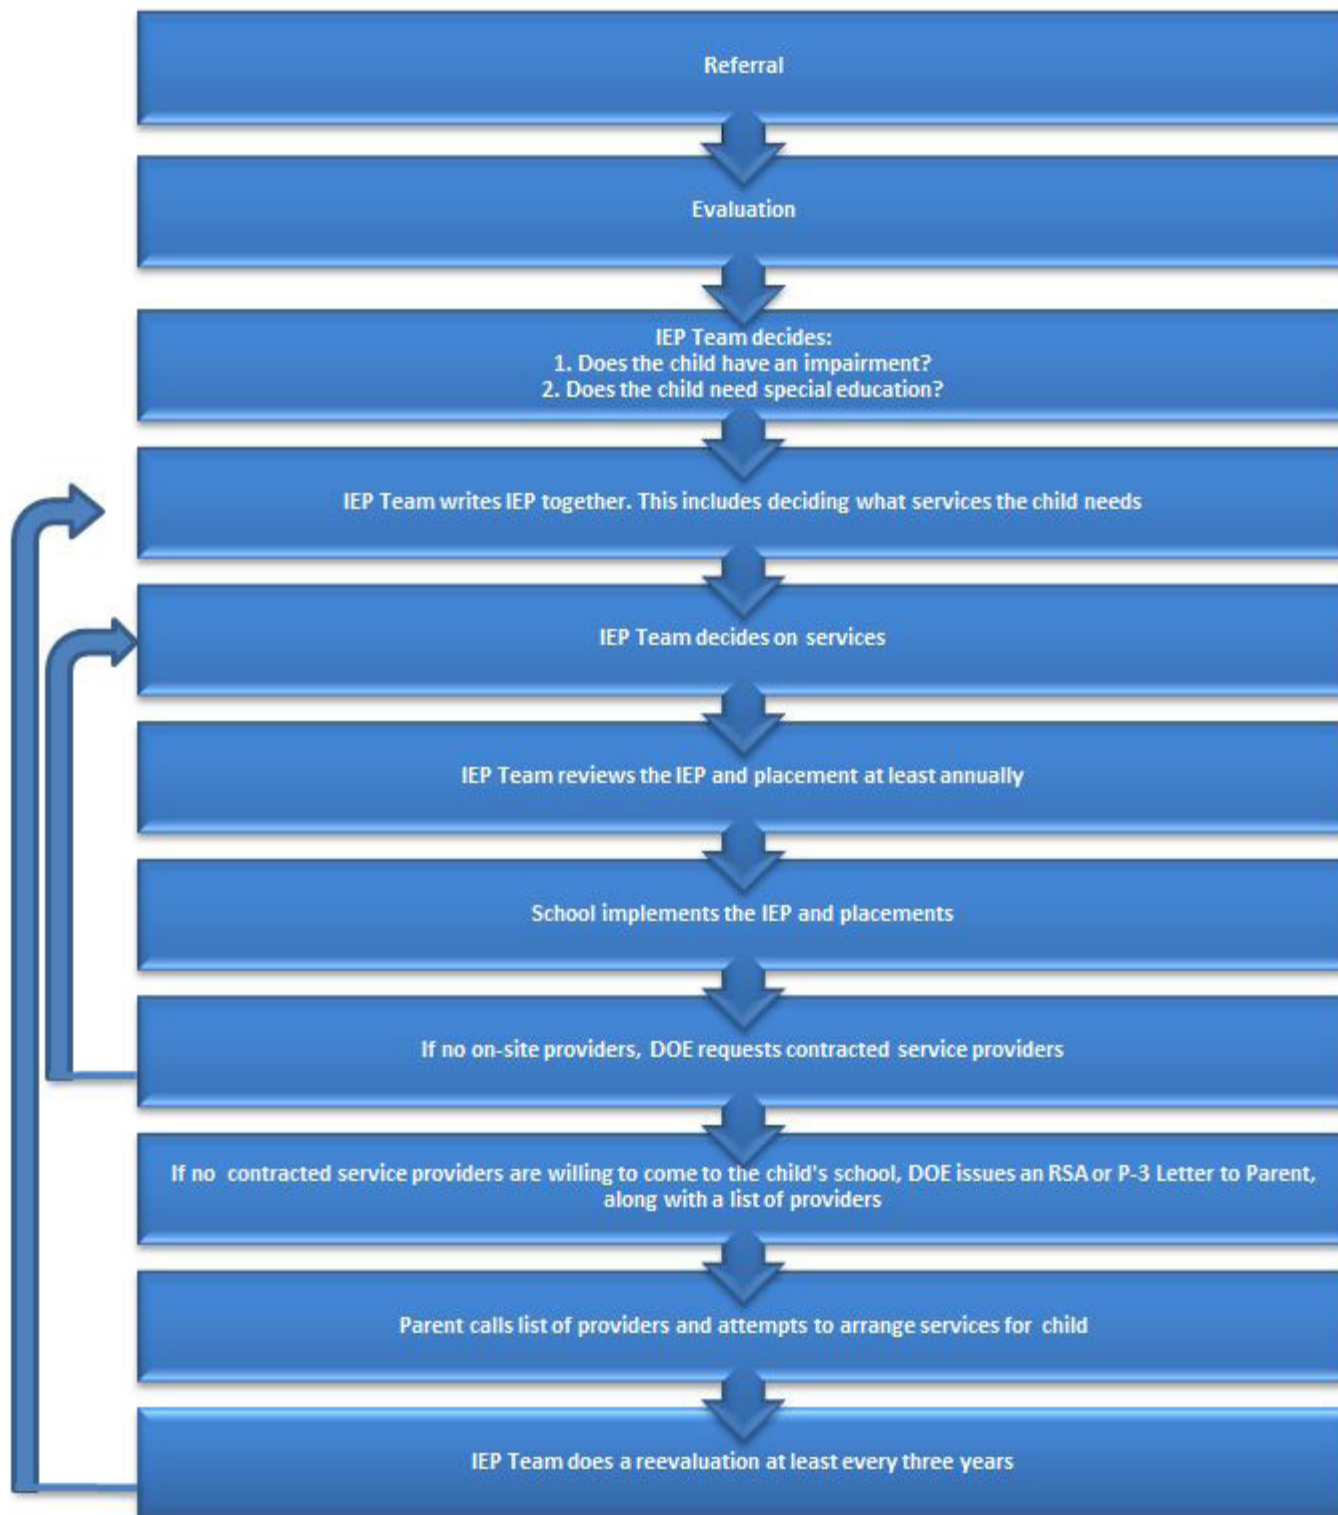 Referral
Evaluation
IEP Team decides:
1. Does the child have an impairment?
2. Does the child need special education?
IEP Team writes IEP together. This includes deciding what services the child needs
IEP Team decides on services
IEP Team reviews the IEP and placement at least annually
School implements the IEP and placements
If no on-site providers, DOE requests contracted service providers
If no contracted service providers are willing to come to the child's school, DOE issues an RSA or P-3 Letter to Parent,
along with a list of providers
Parent calls list of providers and attempts to arrange services for child
IEP Team does a reevaluation at least every three years